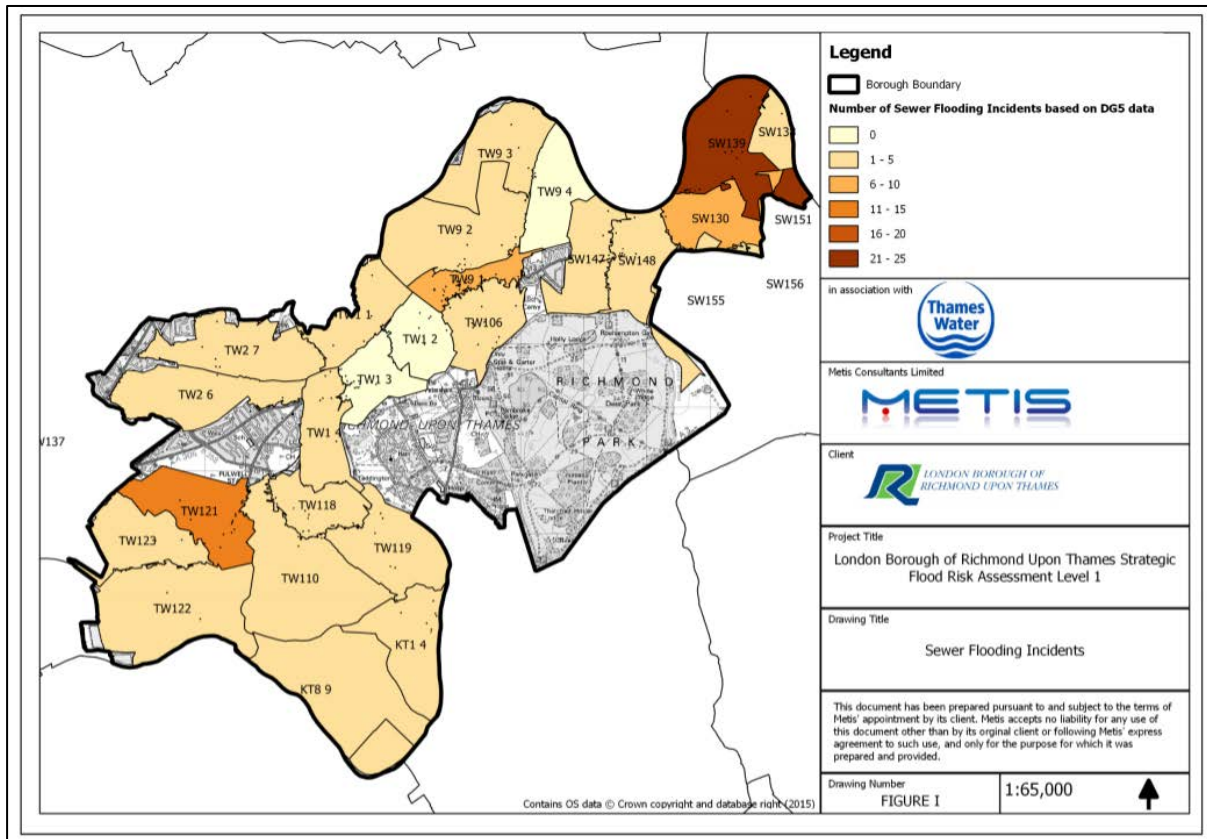 Legend
Borough Boundary
Number of Sewer Flooding Incidents based on DG5 data
0
1 - 5
6 - 10
11 - 15
16 - 20
21 - 25
in association with
Thames
Water
Metis Consultants Limited
METIS
Client
LONDON BOROUGH OF
RICHMOND UPON THAMES
Project Title
London Borough of Richmond Upon Thames Strategic
Flood Risk Assessment Level 1
Drawing Title
Sewer Flooding Incidents
This document has been prepared pursuant to and subject to the terms of
Metis' appointment by its client. Metis accepts no liability for any use of
this document other than by its orginal client or following Metis' express
agreement to such use, and only for the purpose for which it was
prepared and provided.
Drawing Number
FIGURE I
1:65,000
SW139
SW138
TW9 3
TW9 4
SW130
SW151
TW9 2
SW147
SW148
SW156
TW9 1
SW155
TW106
TW1 2
TW2 7
TW1 3
RICHMOND
TW2 6
PARK
TW1 4
RICHMOND UPON THAMES
W137
Teddington
TW121
TW118
TW123
TW119
TW110
TW122
KT1 4
KT8 9
Contains OS data © Crown copyright and database right (2015)